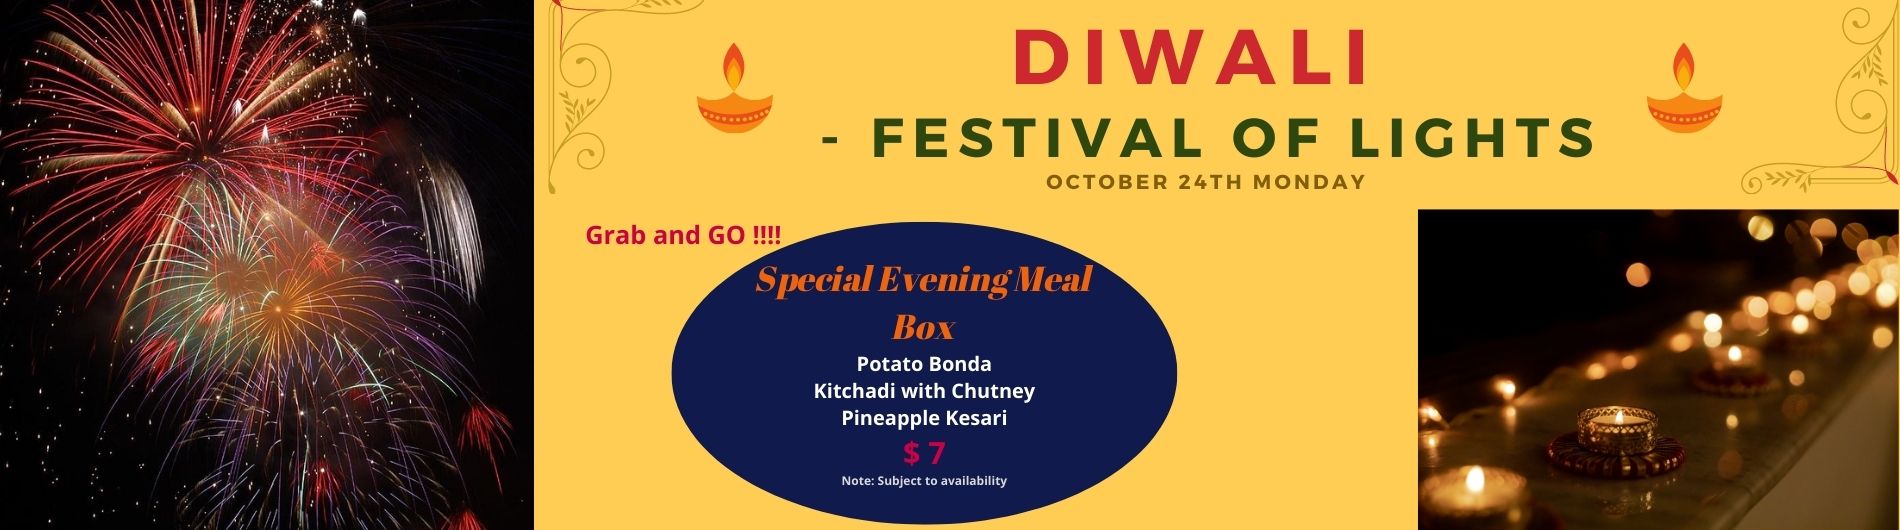 DIWALI
- FESTIVAL OF LIGHTS
OCTOBER 24TH MONDAY
Grab and GO !!!!
Special Evening Meal
Box
Potato Bonda
Kitchadi with Chutney
Pineapple Kesari
$ 7
Note: Subject to availability